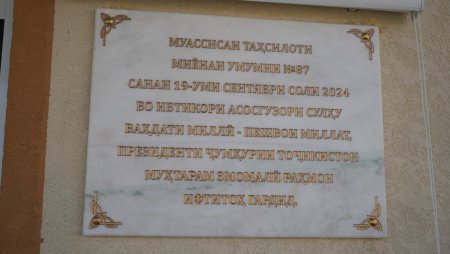 МУАССИСАИ ТАҲСИЛОТИ
МИЁНАИ УМУМИИ №87
САНАИ 19-УМИ СЕНТЯБРИ СОЛИ 2024
БО ИБТИКОРИ АСОСГУЗОРИ СУЛҲУ
ВАҲДАТИ МИЛЛӢ - ПЕШВОИ МИЛЛАТ,
ПРЕЗИДЕНТИ ҶУМҲУРИИ ТОҶИКИСТОН
МУҲТАРАМ ЭМОМАЛӢ РАҲМОН
ИФТИТОҲ ГАРДИД.